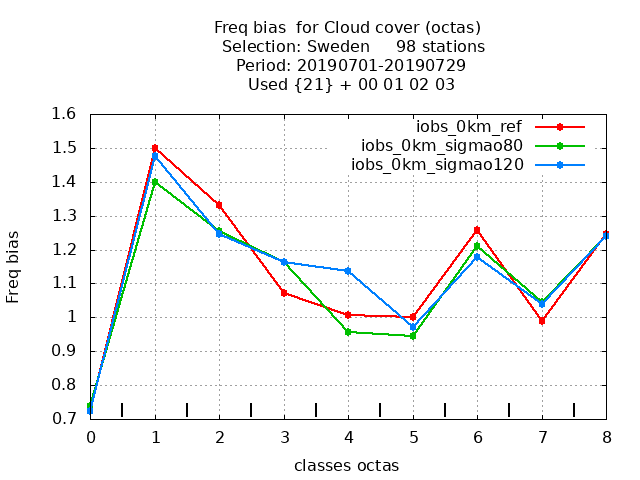 Freq bias  for Cloud cover (octas)
Selection: Sweden     98 stations
Period: 20190701-20190729
Used {21} + 00 01 02 03
iobs_0km_ref
iobs_0km_sigmao80
iobs_0km_sigmao120
Freq bias
1.6
1.5
1.4
1.3
1.2
1.1
1
0.9
0.8
0.7
0 1 2 3 4 5 6 7 8
classes octas